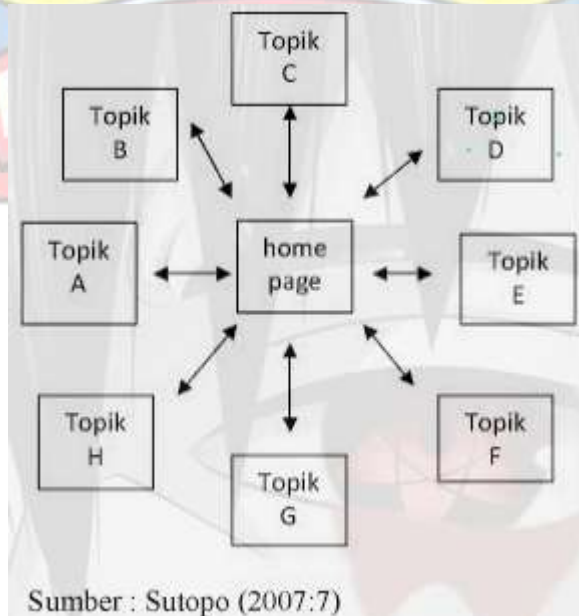 Topik
C
Topik
B
Topik
D
Topik
A
home
page
Topik
E
Topik
H
Topik
F
Topik
G
Sumber : Sutopo (2007:7)